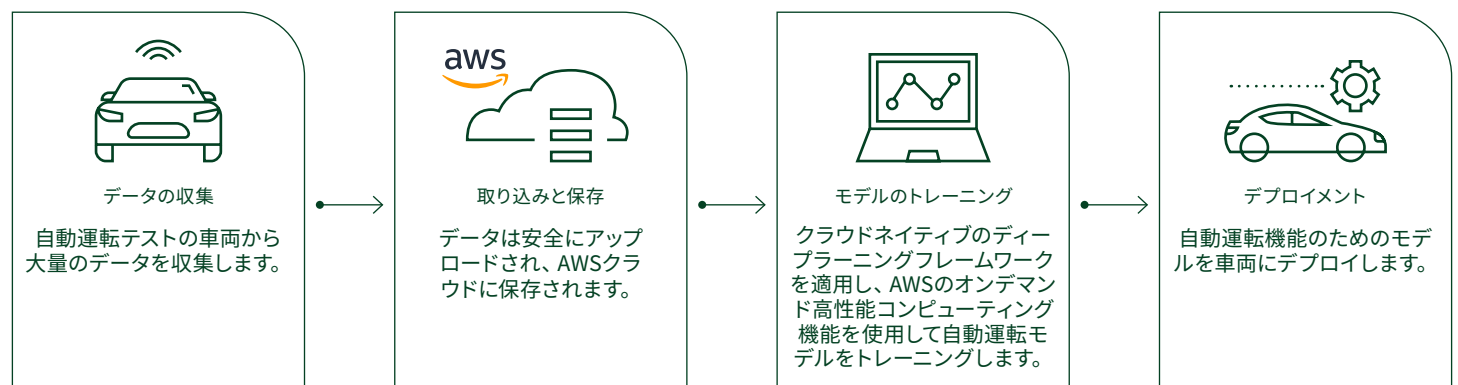 データの収集
自動運転テストの車両から
大量のデータを収集します。
aws
取り込みと保存
データは安全にアップ
ロードされ、AWSクラ
ウドに保存されます。
モデルのトレーニング
クラウドネイティブのディー
プラーニングフレームワーク
を適用し、AWSのオンデマン
ド高性能コンピューティング
機能を使用して自動運転モ
デルをトレーニングします。
デプロイメント
自動運転機能のためのモデ
ルを車両にデプロイします。